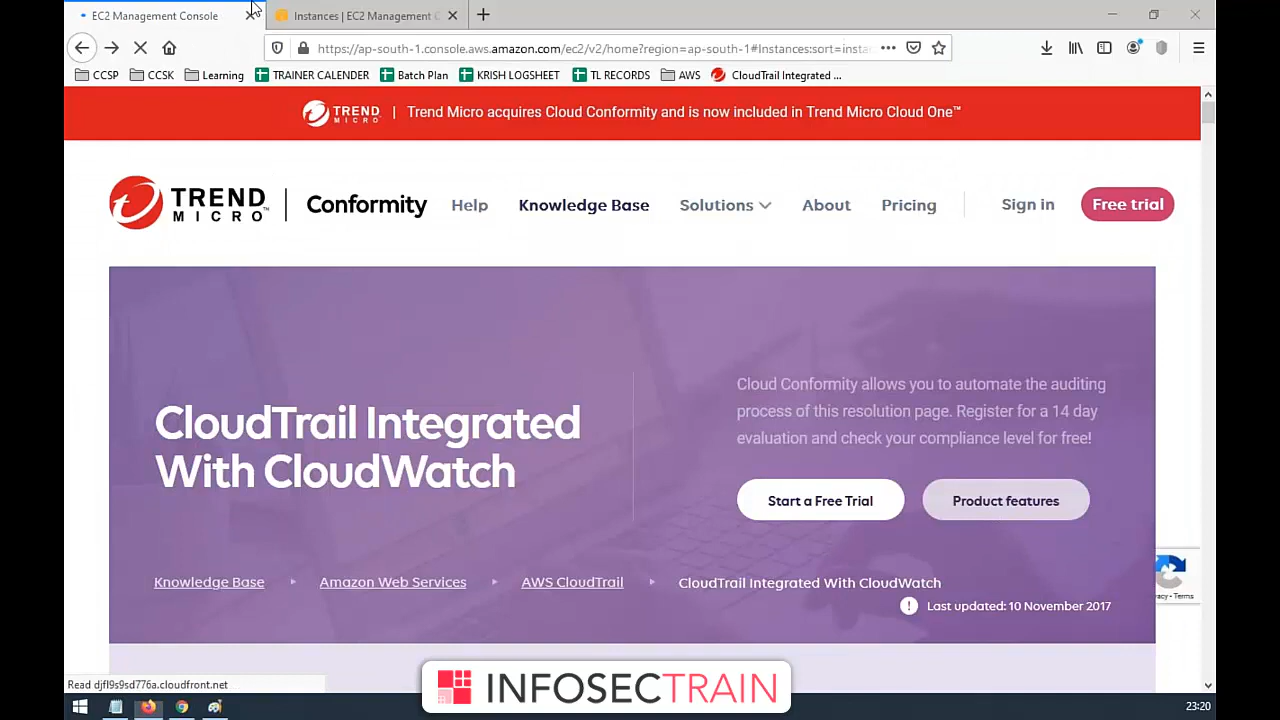 EC2 Management Console
Instances | EC2 Management C
https://ap-south-1.console.aws.amazon.com/ec2/v2/home?region=ap-south-1#Instances:sort=insta
CCSP
CCSK
Learning
TRAINER CALENDER
Batch Plan
KRISH LOGSHEET
TL RECORDS
AWS
CloudTrail Integrated ...
TREND MICRO | Trend Micro acquires Cloud Conformity and is now included in Trend Micro Cloud One™
TREND MICRO™
Conformity
Help
Knowledge Base
Solutions
About
Pricing
Sign in
Free trial
CloudTrail Integrated
With CloudWatch
Cloud Conformity allows you to automate the auditing
process of this resolution page. Register for a 14 day
evaluation and check your compliance level for free!
Start a Free Trial
Product features
Knowledge Base
Amazon Web Services
AWS CloudTrail
CloudTrail Integrated With CloudWatch
! Last updated: 10 November 2017
vacy - Terms
Read djfl9s9sd776a.cloudfront.net
INFOSECTRAIN
23:20